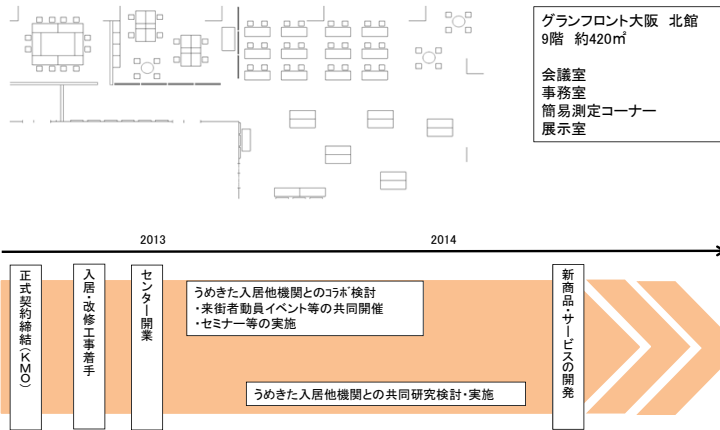 グランフロント大阪 北館
9階 約420㎡
会議室
事務室
簡易測定コーナー
展示室
2013
2014
正式契約締結(KMO)
入居・改修工事着手
センター開業
うめきた入居他機関とのコラボ検討
・来街者動員イベント等の共同開催
・セミナー等の実施
うめきた入居他機関との共同研究検討・実施
新商品・サービスの開発